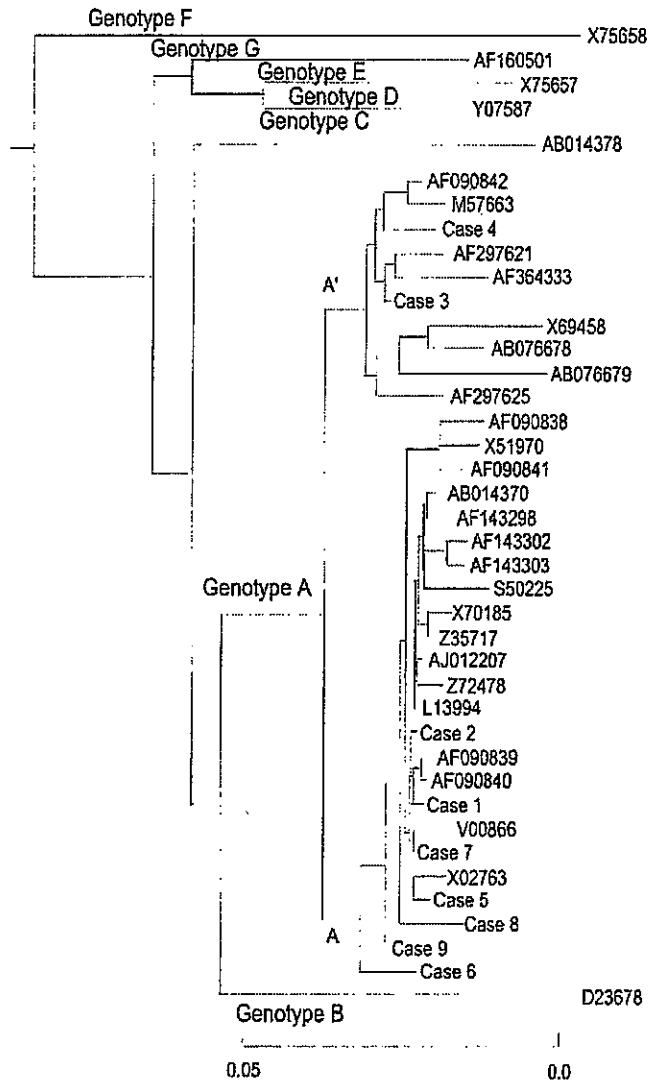 Genotype F
X75658
Genotype G
AF160501
Genotype E
X75657
Genotype D
Y07587
Genotype C
AB014378
AF090842
M57663
Case 4
AF297621
A'
AF364333
Case 3
X69458
AB076678
AB076679
AF297625
AF090838
X51970
AF090841
AB014370
AF143298
AF143302
AF143303
Genotype A
S50225
X70185
Z35717
AJ012207
Z72478
L13994
Case 2
AF090839
AF090840
Case 1
V00866
Case 7
X02763
Case 5
Case 8
A
Case 9
Case 6
D23678
Genotype B
0.05 0.0